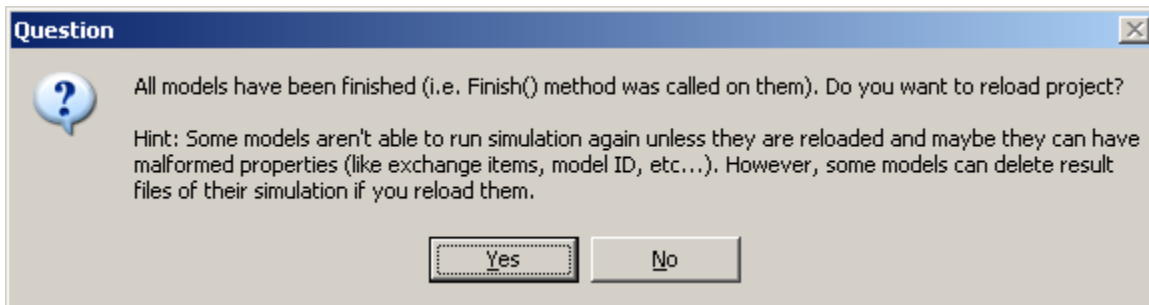 Question
All models have been finished (i.e. Finish() method was called on them). Do you want to reload project?
Hint: Some models aren't able to run simulation again unless they are reloaded and maybe they can have
malformed properties (like exchange items, model ID, etc...). However, some models can delete result
files of their simulation if you reload them.
Yes
No